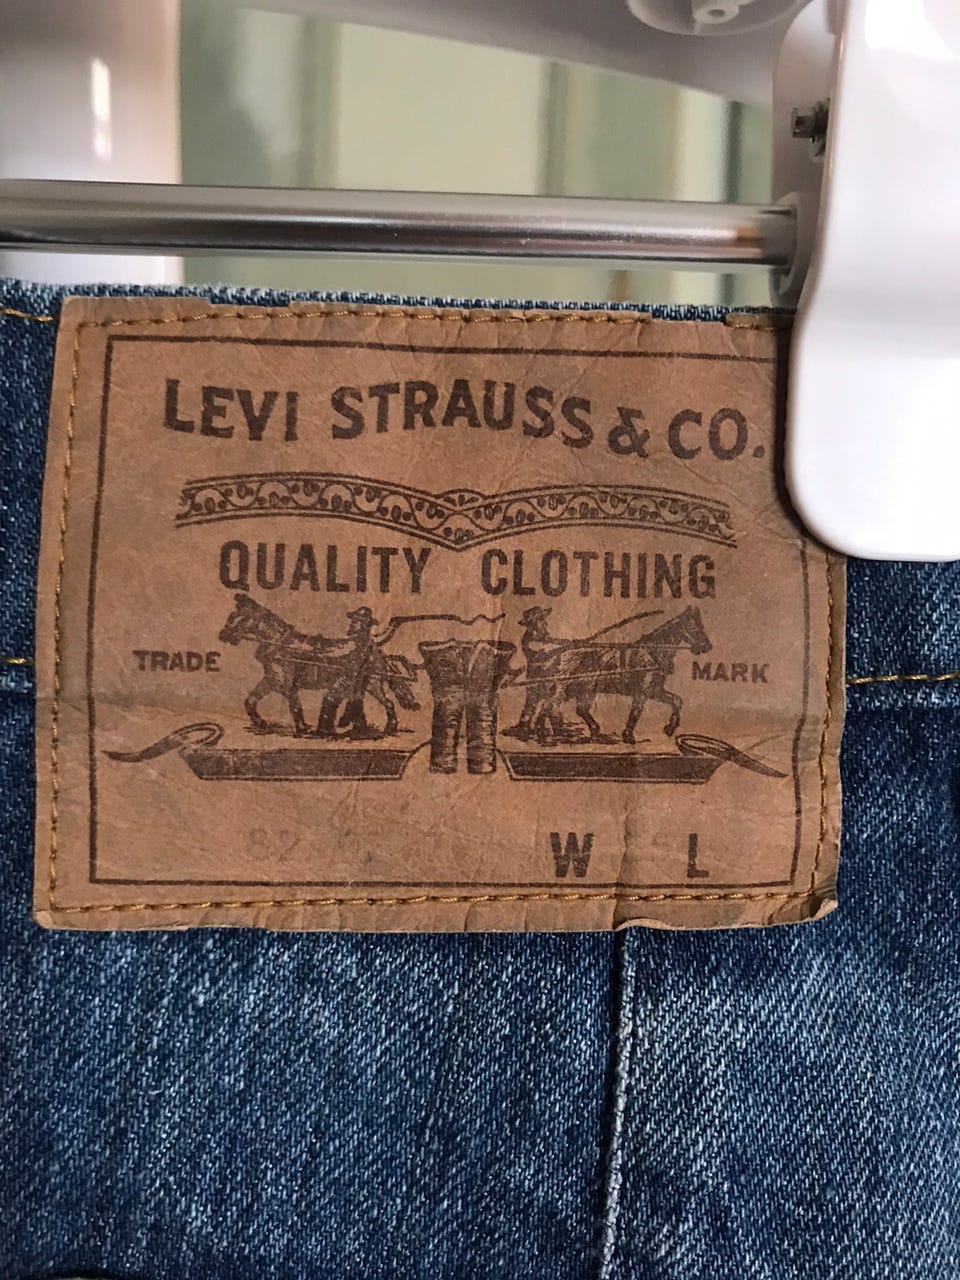 LEVI STRAUSS & CO.
QUALITY CLOTHING
TRADE MARK
W L